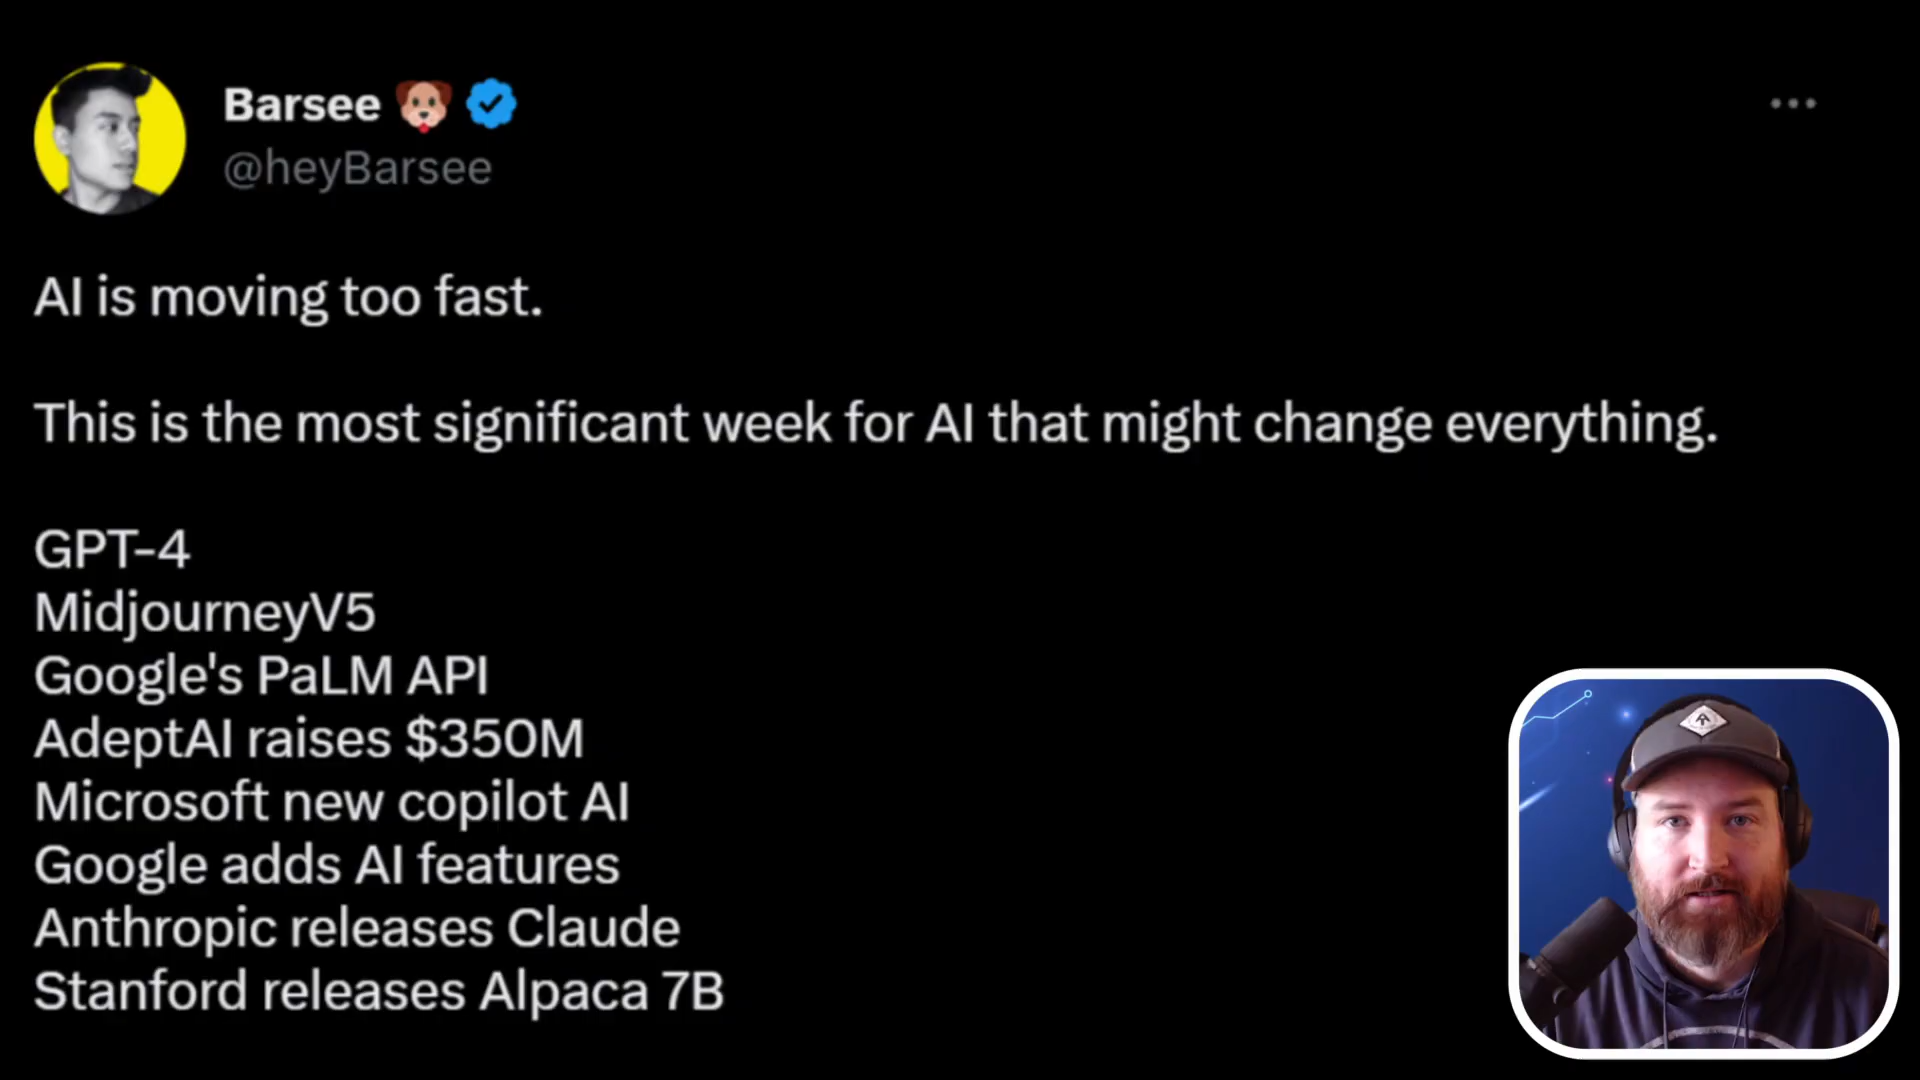 Barsee 🐶
@heyBarsee
AI is moving too fast.
This is the most significant week for AI that might change everything.
GPT-4
MidjourneyV5
Google's PaLM API
AdeptAI raises $350M
Microsoft new copilot AI
Google adds AI features
Anthropic releases Claude
Stanford releases Alpaca 7B